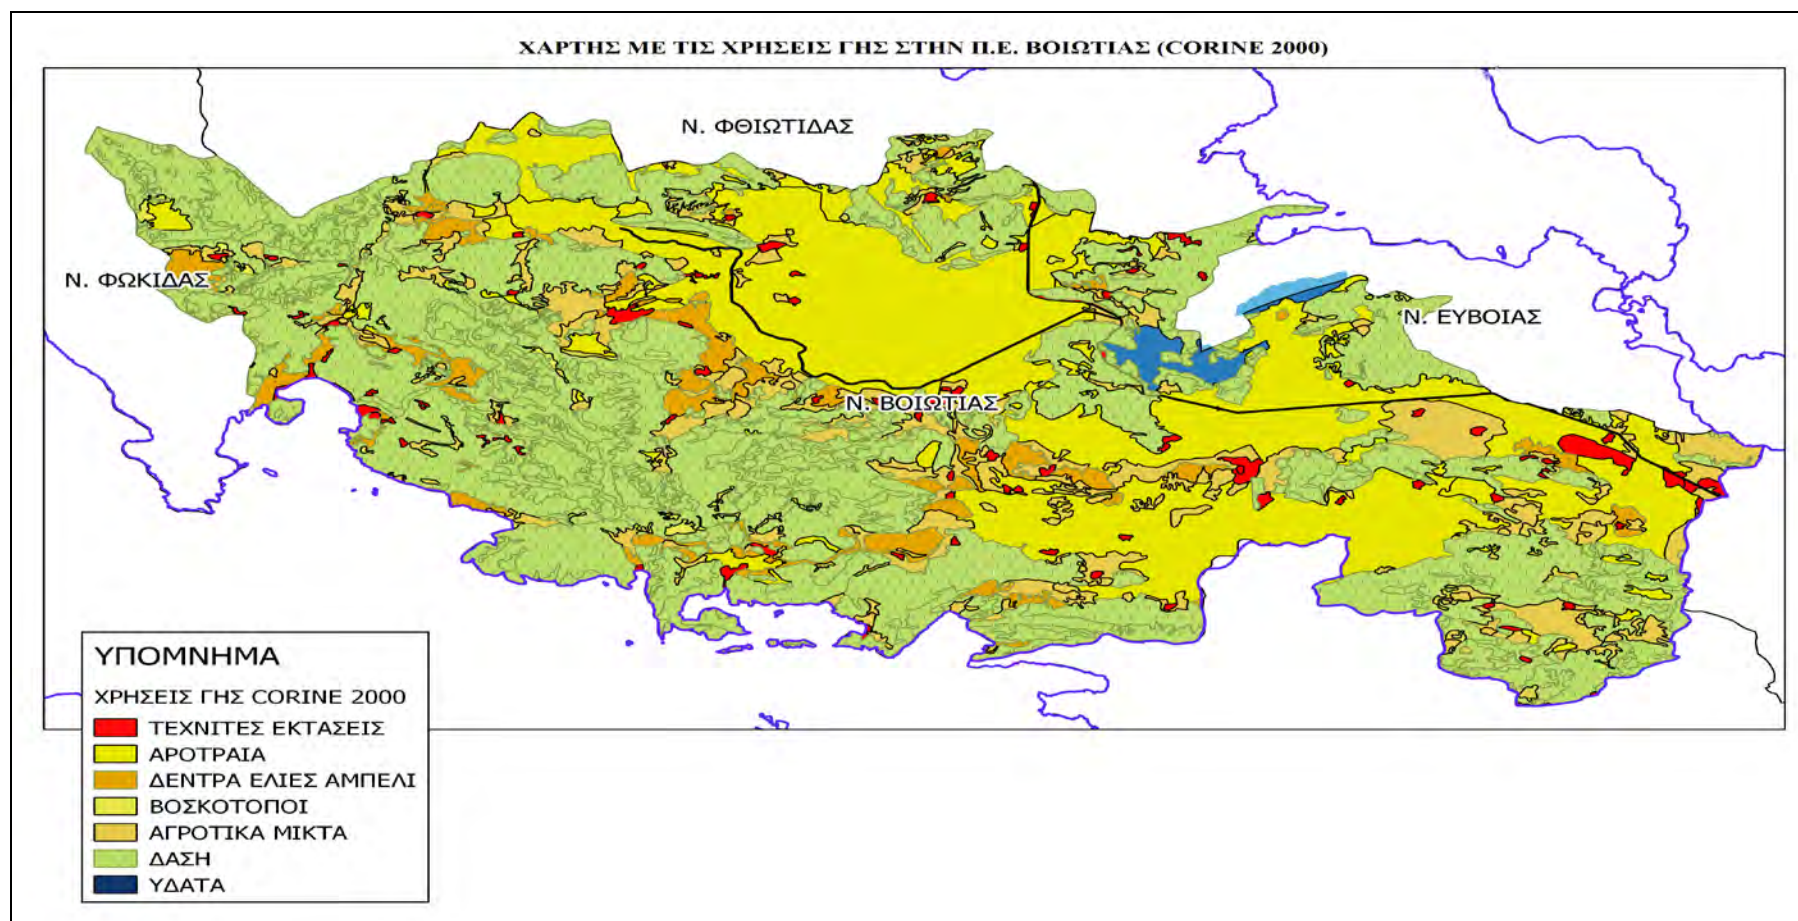 ΧΑΡΤΗΣ ΜΕ ΤΙΣ ΧΡΗΣΕΙΣ ΓΗΣ ΣΤΗΝ Π.Ε. ΒΟΙΩΤΙΑΣ (CORINE 2000)
Ν. ΦΘΙΩΤΙΔΑΣ
Ν. ΦΩΚΙΔΑΣ
Ν. ΕΥΒΟΙΑΣ
Ν. ΒΟΙΩΤΙΑΣ
ΥΠΟΜΝΗΜΑ
ΧΡΗΣΕΙΣ ΓΗΣ CORINE 2000
ΤΕΧΝΙΤΕΣ ΕΚΤΑΣΕΙΣ
ΑΡΟΤΡΑΙΑ
ΔΕΝΤΡΑ ΕΛΙΕΣ ΑΜΠΕΛΙ
ΒΟΣΚΟΤΟΠΟΙ
ΑΓΡΟΤΙΚΑ ΜΙΚΤΑ
ΔΑΣΗ
ΥΔΑΤΑ